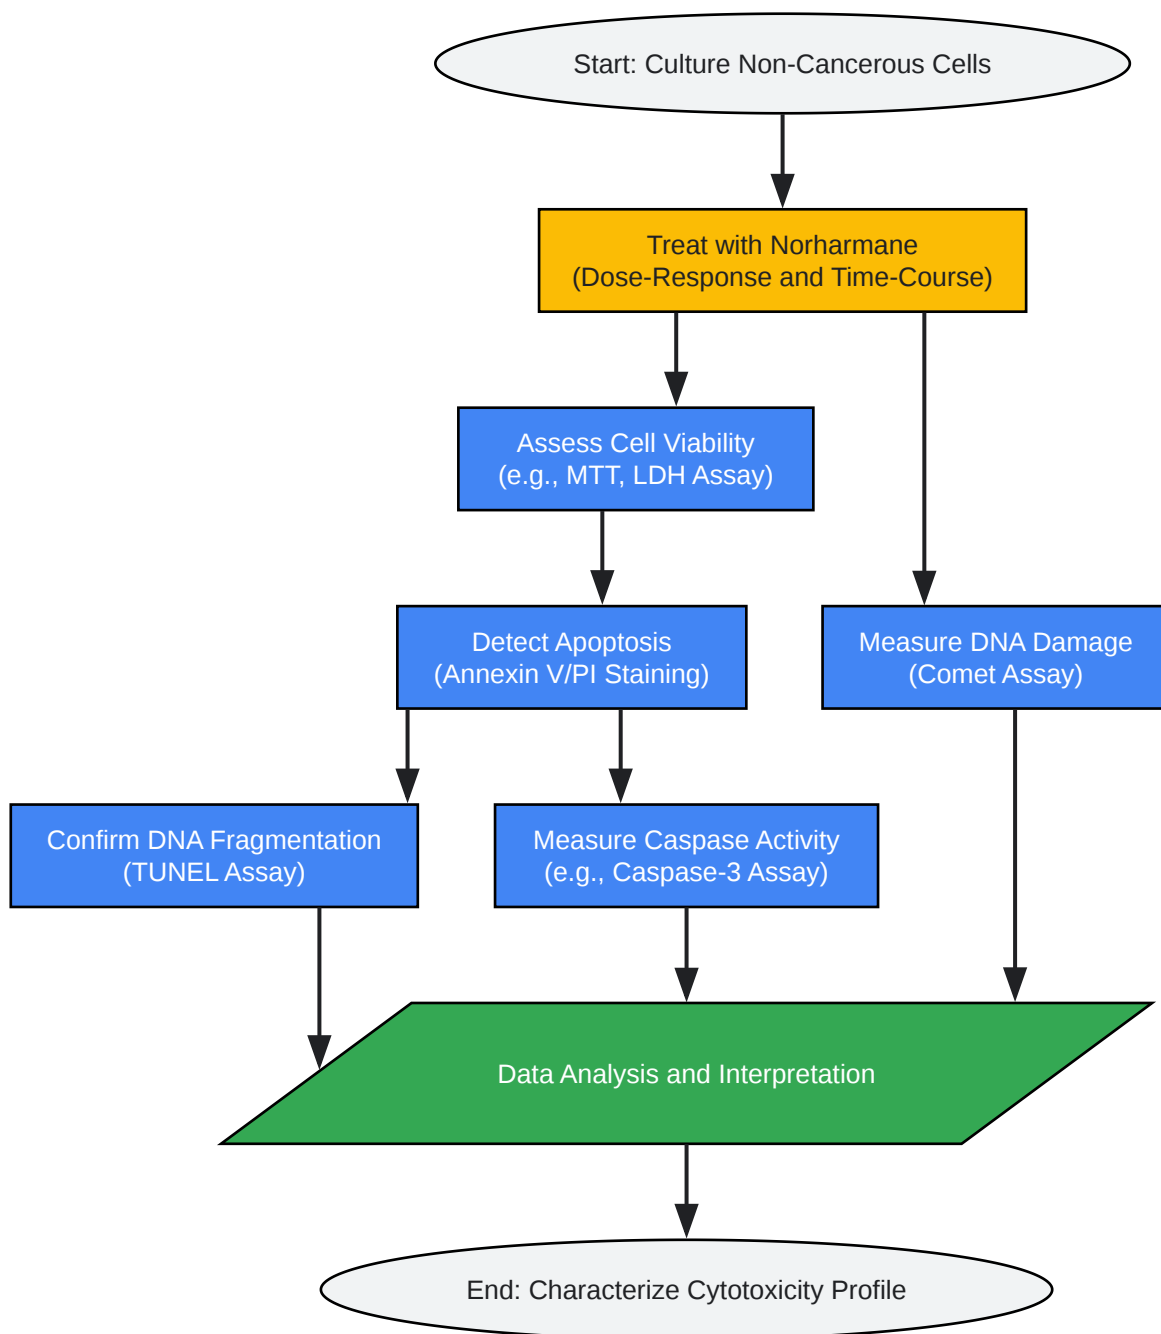 Start: Culture Non-Cancerous Cells
Treat with Norharmane
(Dose-Response and Time-Course)
Assess Cell Viability
(e.g., MTT, LDH Assay)
Detect Apoptosis
(Annexin V/PI Staining)
Measure DNA Damage
(Comet Assay)
Confirm DNA Fragmentation
(TUNEL Assay)
Measure Caspase Activity
(e.g., Caspase-3 Assay)
Data Analysis and Interpretation
End: Characterize Cytotoxicity Profile